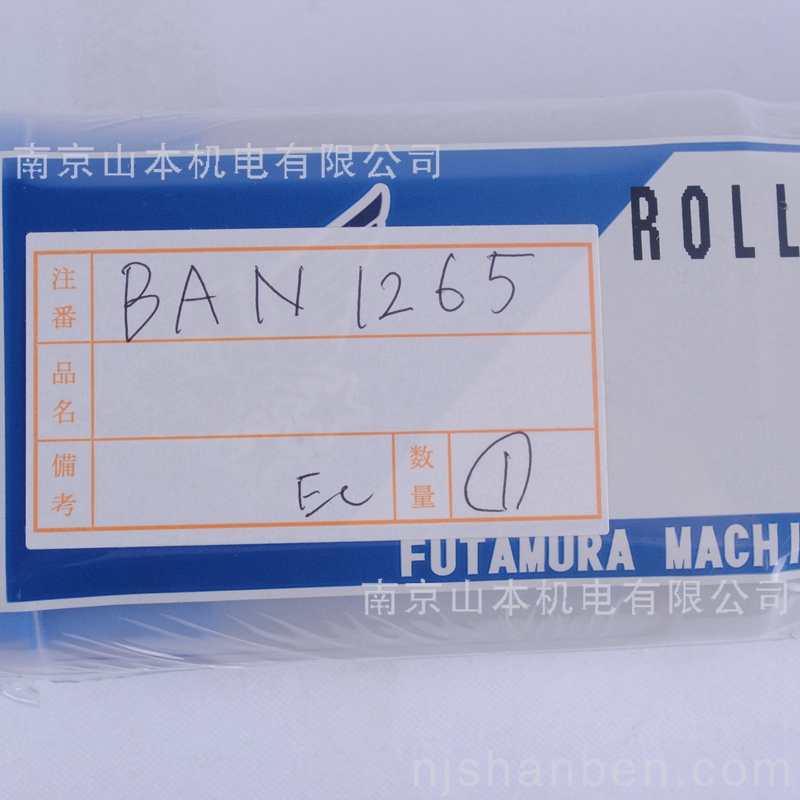 南京山本机电有限公司
ROLL
注番 BAN 1265
品名
備考 Ec 数量 ①
FUTAMURA MACHI
南京山本机电有限公司
njshanben.com